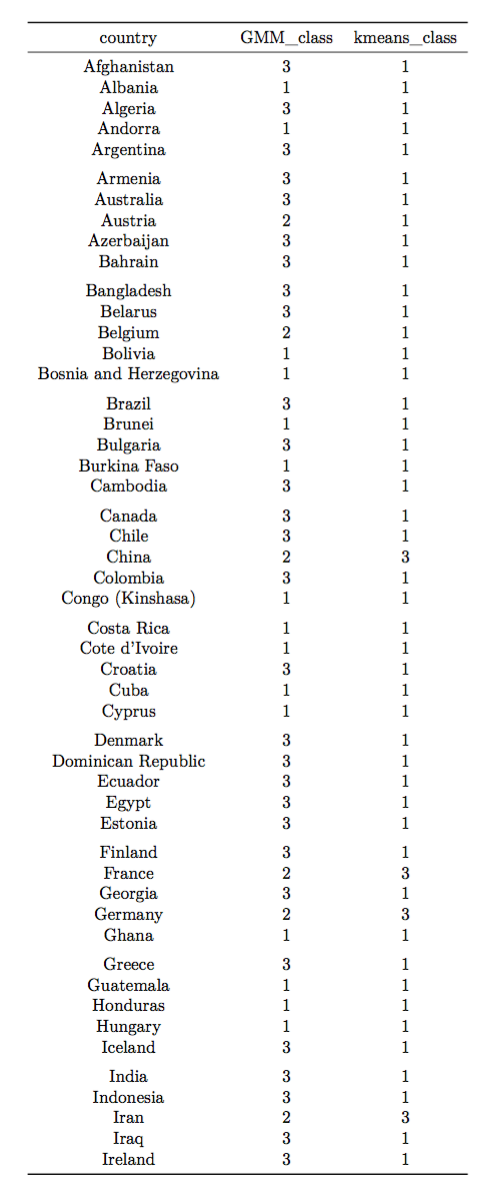 country GMM_class kmeans_class
Afghanistan 3 1
Albania 1 1
Algeria 3 1
Andorra 1 1
Argentina 3 1
Armenia 3 1
Australia 3 1
Austria 2 1
Azerbaijan 3 1
Bahrain 3 1
Bangladesh 3 1
Belarus 3 1
Belgium 2 1
Bolivia 1 1
Bosnia and Herzegovina 1 1
Brazil 3 1
Brunei 1 1
Bulgaria 3 1
Burkina Faso 1 1
Cambodia 3 1
Canada 3 1
Chile 3 1
China 2 3
Colombia 3 1
Congo (Kinshasa) 1 1
Costa Rica 1 1
Cote d'Ivoire 1 1
Croatia 3 1
Cuba 1 1
Cyprus 1 1
Denmark 3 1
Dominican Republic 3 1
Ecuador 3 1
Egypt 3 1
Estonia 3 1
Finland 3 1
France 2 3
Georgia 3 1
Germany 2 3
Ghana 1 1
Greece 3 1
Guatemala 1 1
Honduras 1 1
Hungary 1 1
Iceland 3 1
India 3 1
Indonesia 3 1
Iran 2 3
Iraq 3 1
Ireland 3 1